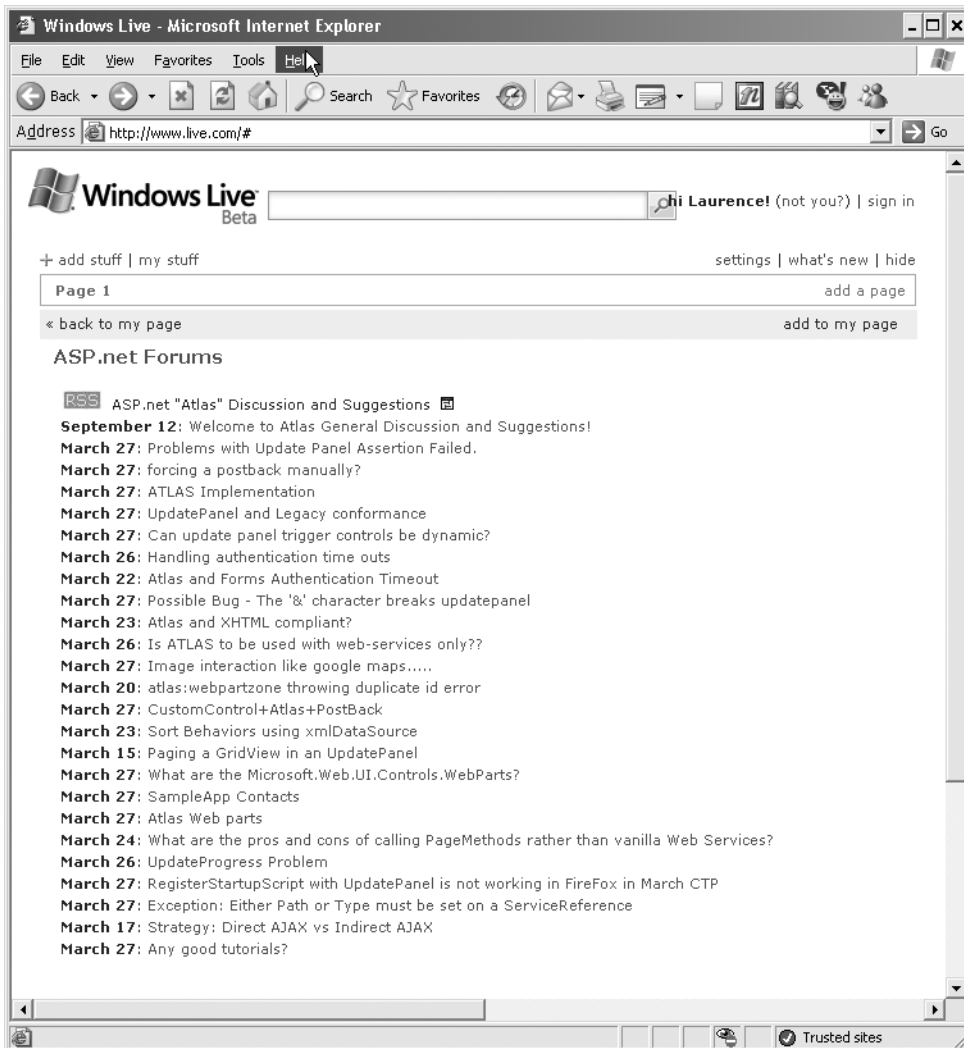 Windows Live - Microsoft Internet Explorer
File Edit View Favorites Tools Help
Back Search Favorites
Address http://www.live.com/# Go
Windows Live
Beta
hi Laurence! (not you?) | sign in
+ add stuff | my stuff settings | what's new | hide
Page 1 add a page
« back to my page add to my page
ASP.net Forums
RSS ASP.net "Atlas" Discussion and Suggestions
September 12: Welcome to Atlas General Discussion and Suggestions!
March 27: Problems with Update Panel Assertion Failed.
March 27: forcing a postback manually?
March 27: ATLAS Implementation
March 27: UpdatePanel and Legacy conformance
March 27: Can update panel trigger controls be dynamic?
March 26: Handling authentication time outs
March 22: Atlas and Forms Authentication Timeout
March 27: Possible Bug - The '&' character breaks updatepanel
March 23: Atlas and XHTML compliant?
March 26: Is ATLAS to be used with web-services only??
March 27: Image interaction like google maps.....
March 20: atlas:webpartzone throwing duplicate id error
March 27: CustomControl+Atlas+PostBack
March 23: Sort Behaviors using xmlDataSource
March 15: Paging a GridView in an UpdatePanel
March 27: What are the Microsoft.Web.UI.Controls.WebParts?
March 27: SampleApp Contacts
March 27: Atlas Web parts
March 24: What are the pros and cons of calling PageMethods rather than vanilla Web Services?
March 26: UpdateProgress Problem
March 27: RegisterStartupScript with UpdatePanel is not working in FireFox in March CTP
March 27: Exception: Either Path or Type must be set on a ServiceReference
March 17: Strategy: Direct AJAX vs Indirect AJAX
March 27: Any good tutorials?
Trusted sites